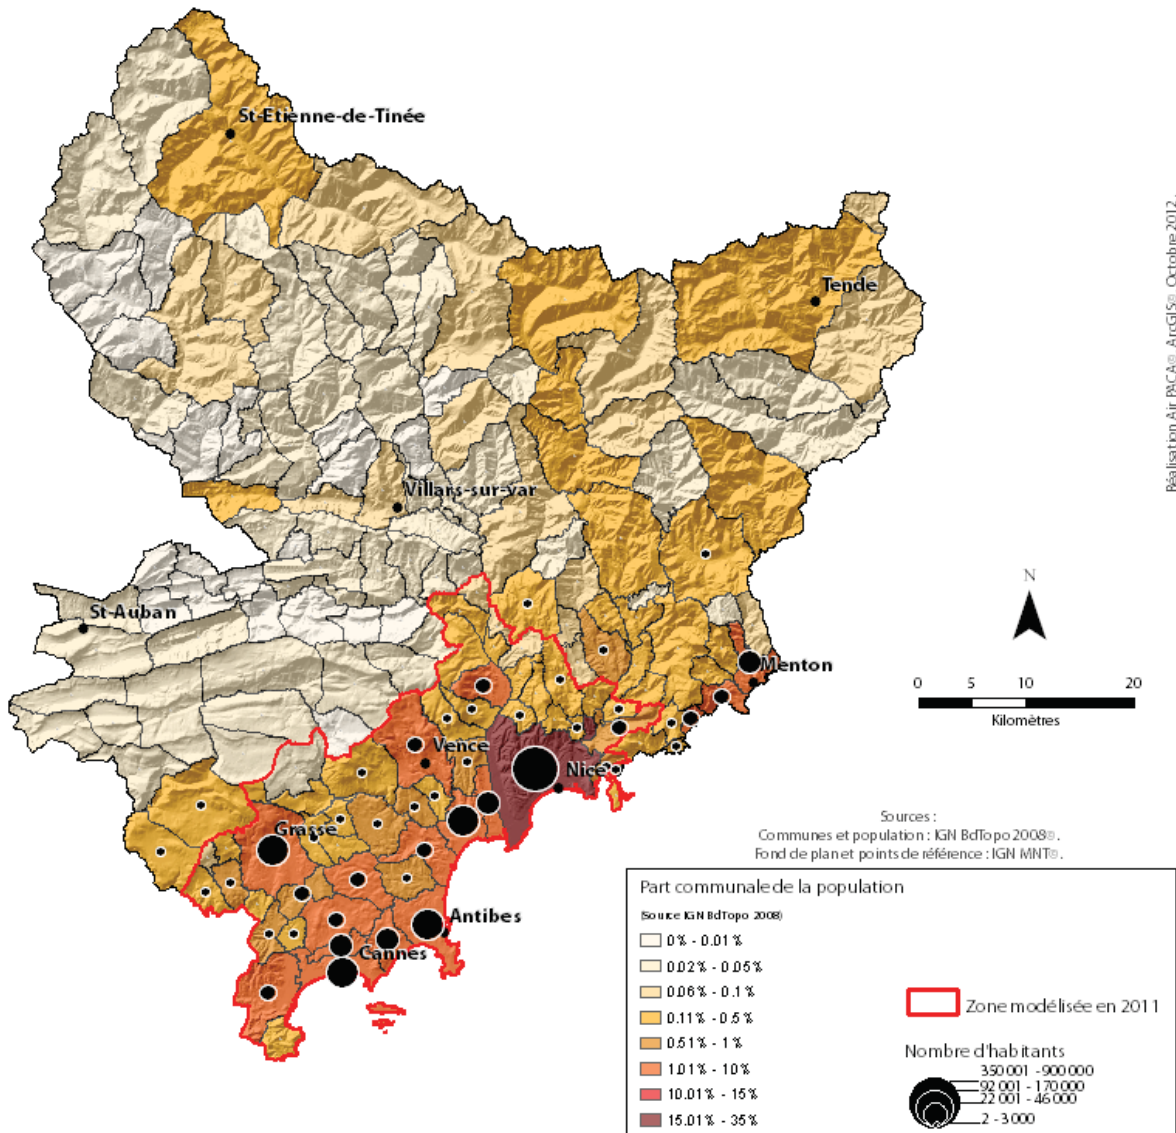 St-Etienne-de-Tinée
Tende
Réalisation Air PACA©. ArcGIS©. Octobre 2012.
Villars-sur-var
N
St-Auban
Menton
0 5 10 20
Kilomètres
Vence
Nice
Sources :
Communes et population : IGN BdTopo 2008©.
Fond de plan et points de référence : IGN MNT©.
Grasse
Antibes
Cannes
Part communale de la population
(Source IGN BdTopo 2008)
0% - 0.01 %
0.02% - 0.05%
0.06% - 0.1%
0.11% - 0.5%
0.51% - 1%
1.01% - 10%
10.01% - 15%
15.01% - 35%
Zone modélisée en 2011
Nombre d'habitants
350 001 - 900 000
92 001 - 170 000
22 001 - 46 000
2 - 3 000